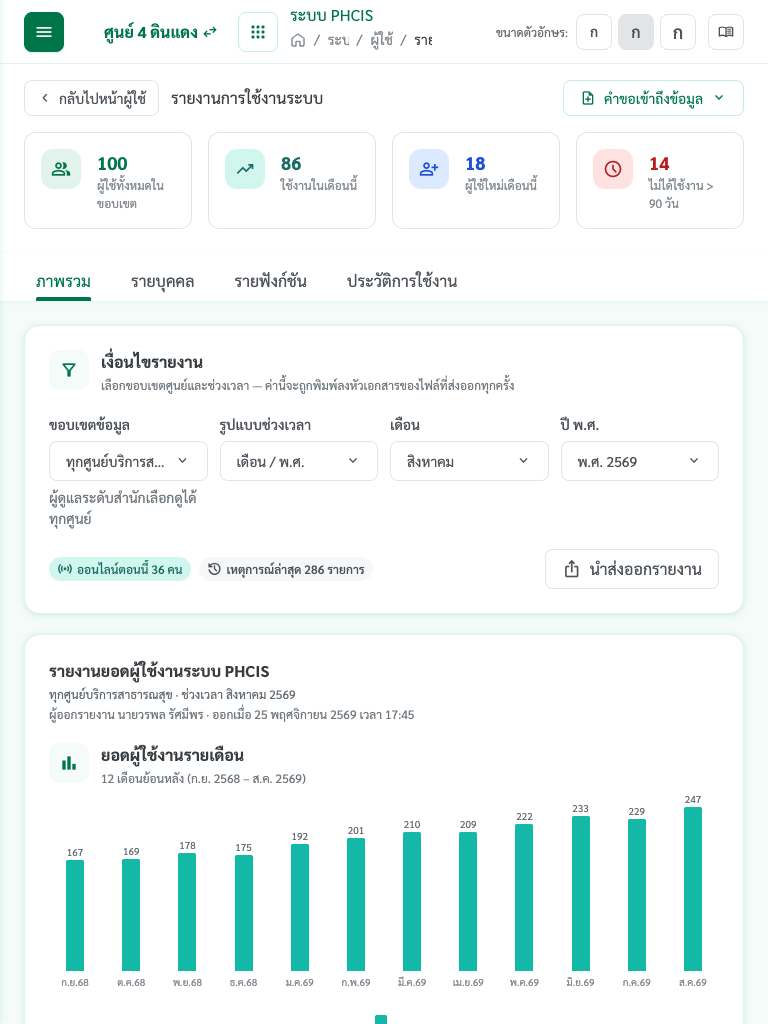 ศูนย์ 4 ดินแดง
ระบบ PHCIS
/ ระบ / ผู้ใช้ / ราย
ขนาดตัวอักษร: ก ก ก
กลับไปหน้าผู้ใช้
รายงานการใช้งานระบบ
คำขอเข้าถึงข้อมูล
100
ผู้ใช้ทั้งหมดใน
ขอบเขต
86
ใช้งานในเดือนนี้
18
ผู้ใช้ใหม่เดือนนี้
14
ไม่ได้ใช้งาน >
90 วัน
ภาพรวม รายบุคคล รายฟังก์ชัน ประวัติการใช้งาน
เงื่อนไขรายงาน
เลือกขอบเขตศูนย์และช่วงเวลา — ค่านี้จะถูกพิมพ์ลงหัวเอกสารของไฟล์ที่ส่งออกทุกครั้ง
ขอบเขตข้อมูล รูปแบบช่วงเวลา เดือน ปี พ.ศ.
ทุกศูนย์บริการส... เดือน / พ.ศ. สิงหาคม พ.ศ. 2569
ผู้ดูแลระดับสำนักเลือกดูได้
ทุกศูนย์
ออนไลน์ตอนนี้ 36 คน เหตุการณ์ล่าสุด 286 รายการ
นำส่งออกรายงาน
รายงานยอดผู้ใช้งานระบบ PHCIS
ทุกศูนย์บริการสาธารณสุข · ช่วงเวลา สิงหาคม 2569
ผู้ออกรายงาน นายวรพล รัศมีพร · ออกเมื่อ 25 พฤศจิกายน 2569 เวลา 17:45
ยอดผู้ใช้งานรายเดือน
12 เดือนย้อนหลัง (ก.ย. 2568 – ส.ค. 2569)
167 169 178 175 192 201 210 209 222 233 229 247
ก.ย.68 ต.ค.68 พ.ย.68 ธ.ค.68 ม.ค.69 ก.พ.69 มี.ค.69 เม.ย.69 พ.ค.69 มิ.ย.69 ก.ค.69 ส.ค.69